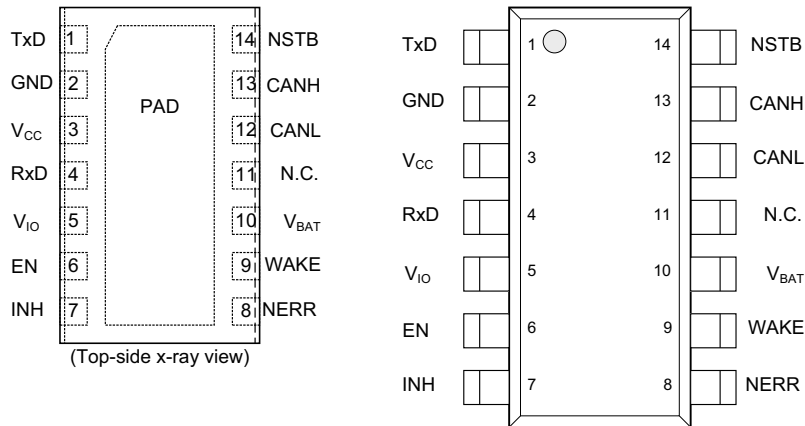 TxD 1 14 NSTB
GND 2 13 CANH
PAD
VCC 3 12 CANL
RxD 4 11 N.C.
VIO 5 10 VBAT
EN 6 9 WAKE
INH 7 8 NERR
(Top-side x-ray view)
TxD 1 14 NSTB
GND 2 13 CANH
VCC 3 12 CANL
RxD 4 11 N.C.
VIO 5 10 VBAT
EN 6 9 WAKE
INH 7 8 NERR